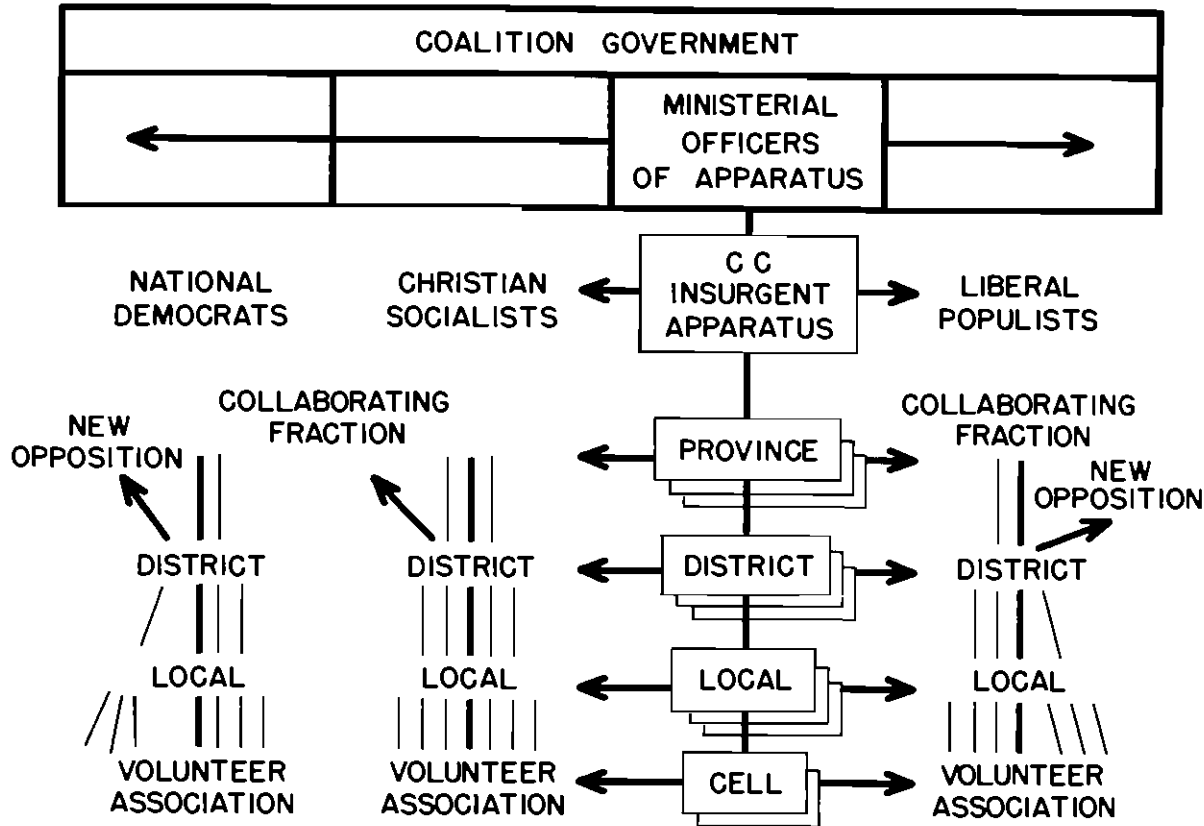 COALITION GOVERNMENT
MINISTERIAL
OFFICERS
OF APPARATUS
NATIONAL
DEMOCRATS
CHRISTIAN
SOCIALISTS
C C
INSURGENT
APPARATUS
LIBERAL
POPULISTS
NEW
OPPOSITION
COLLABORATING
FRACTION
PROVINCE
COLLABORATING
FRACTION
NEW
OPPOSITION
DISTRICT
DISTRICT
DISTRICT
DISTRICT
LOCAL
LOCAL
LOCAL
LOCAL
VOLUNTEER
ASSOCIATION
VOLUNTEER
ASSOCIATION
CELL
VOLUNTEER
ASSOCIATION